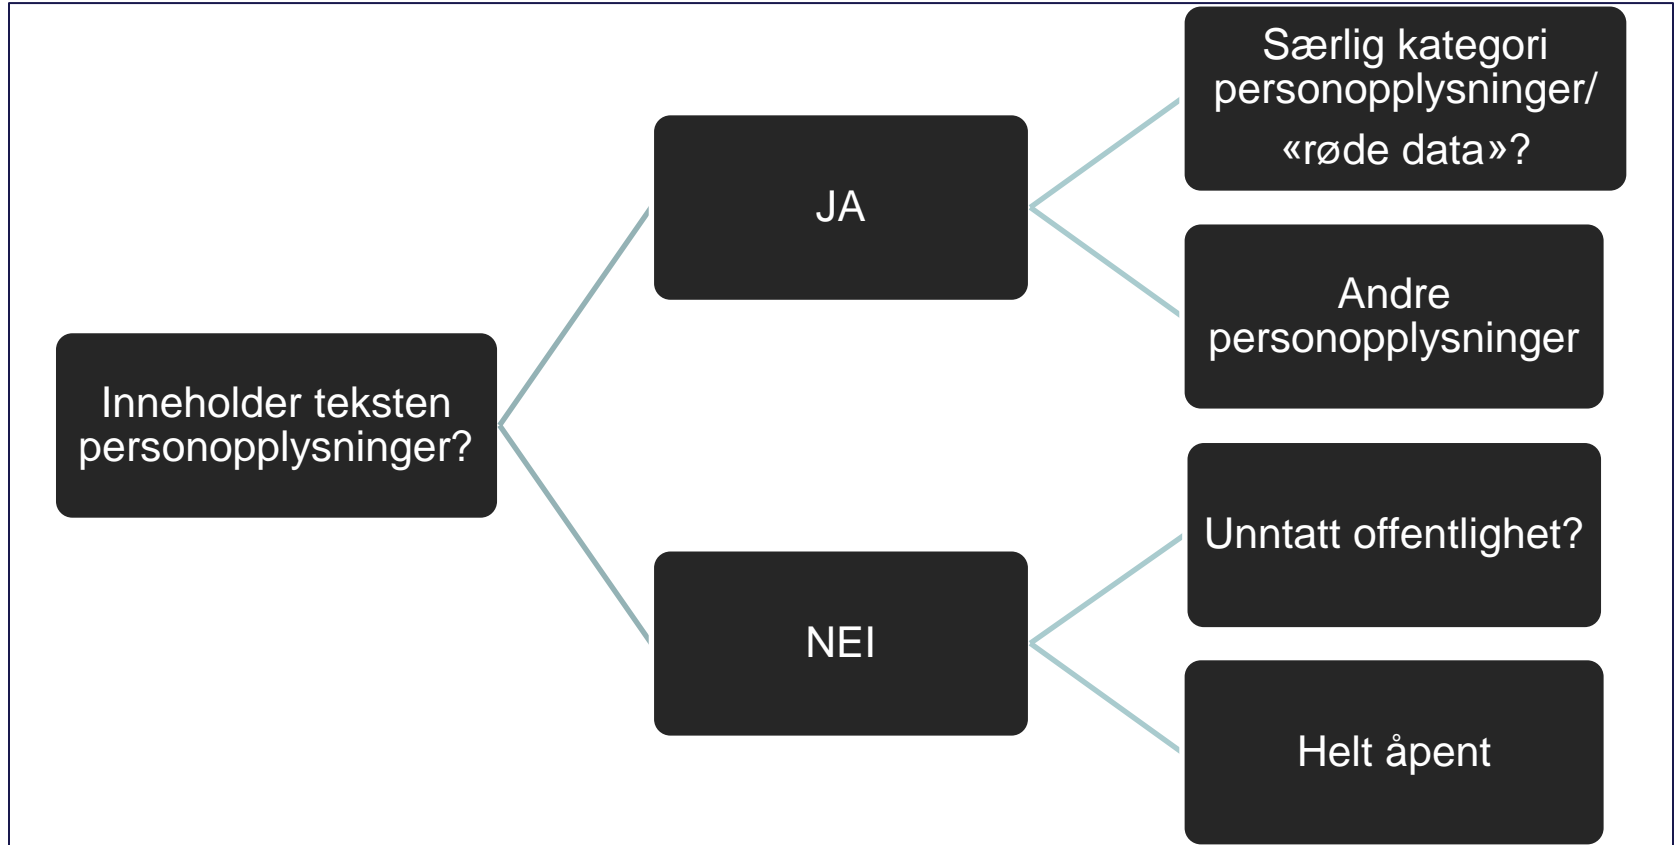 Inneholder teksten
personopplysninger?
JA
Særlig kategori
personopplysninger/
«røde data»?
Andre
personopplysninger
NEI
Unntatt offentlighet?
Helt åpent